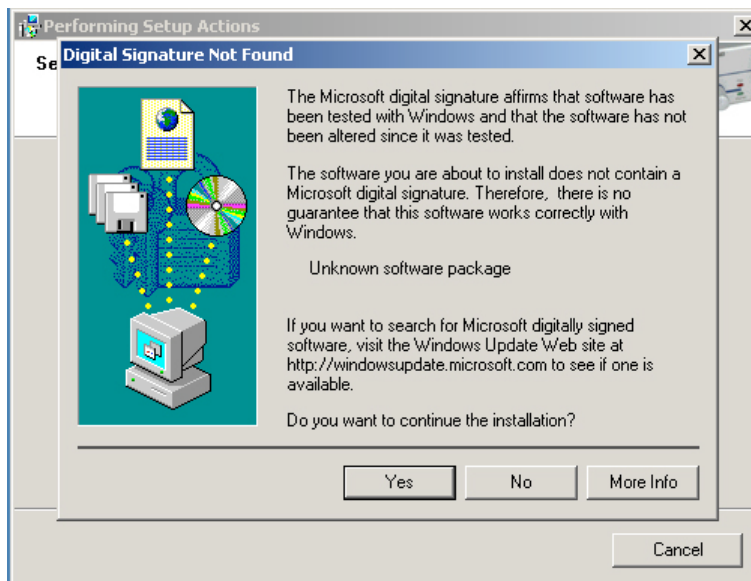 Performing Setup Actions
Se
Digital Signature Not Found
The Microsoft digital signature affirms that software has
been tested with Windows and that the software has not
been altered since it was tested.
The software you are about to install does not contain a
Microsoft digital signature. Therefore,  there is no
guarantee that this software works correctly with
Windows.
Unknown software package
If you want to search for Microsoft digitally signed
software, visit the Windows Update Web site at
http://windowsupdate.microsoft.com to see if one is
available.
Do you want to continue the installation?
Yes No More Info
Cancel